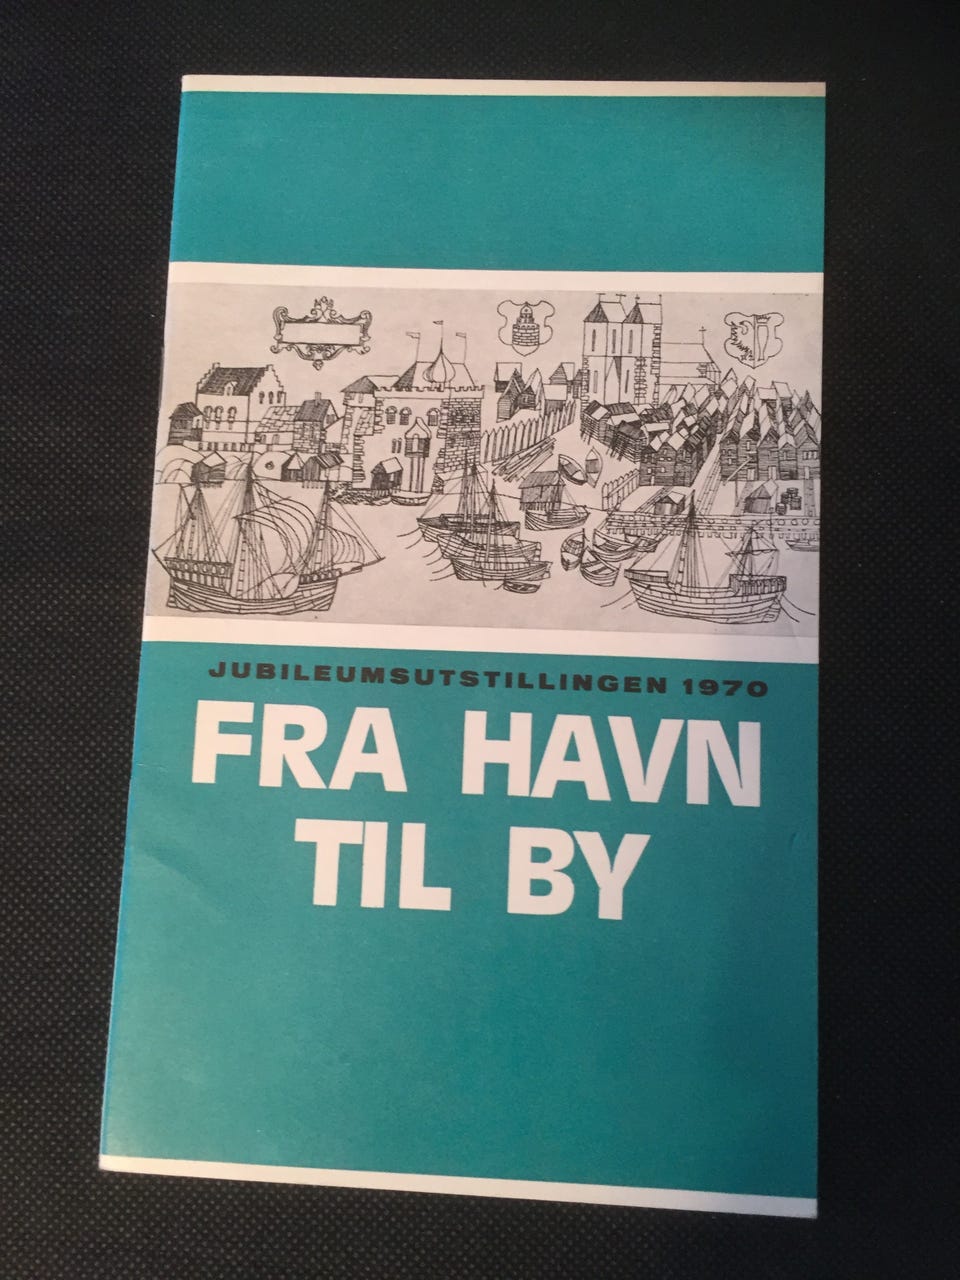 JUBILEUMSUTSTILLINGEN 1970
FRA HAVN
TIL BY